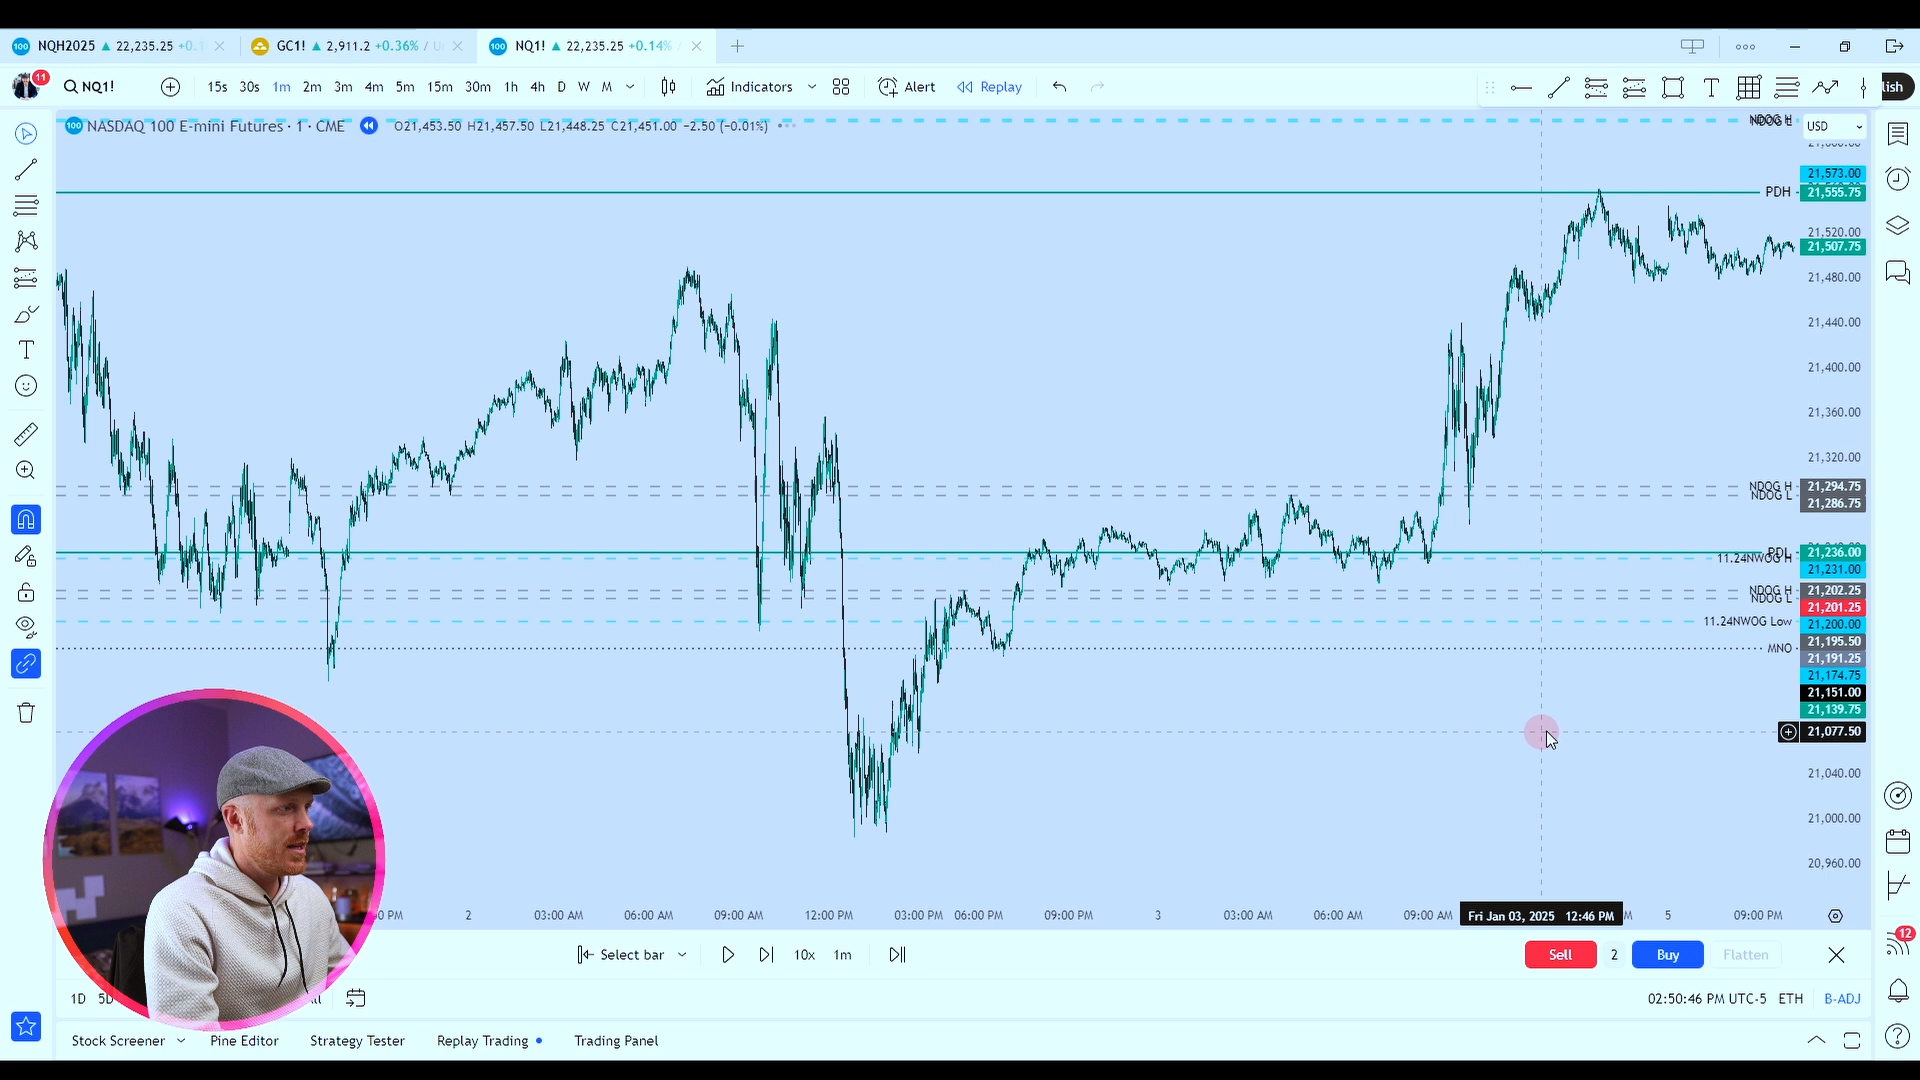 NQH2025 22,235.25 +0.1
GC1! 2,911.2 +0.36% / U
NQ1! 22,235.25 +0.14%
11
NQ1! 15s 30s 1m 2m 3m 4m 5m 15m 30m 1h 4h D W M Indicators Alert Replay lish
100 NASDAQ 100 E-mini Futures · 1 · CME O21,453.50 H21,457.50 L21,448.25 C21,451.00 −2.50 (−0.01%)
USD
21,573.00
PDH 21,555.75
21,520.00
21,507.75
21,480.00
21,440.00
21,400.00
21,360.00
21,320.00
NDOG H 21,294.75
NDOG L 21,286.75
PDL 21,236.00
11.24NWOG H 21,231.00
NDOG H 21,202.25
NDOG L 21,201.25
11.24NWOG Low 21,200.00
21,195.50
MNO 21,191.25
21,174.75
21,151.00
21,139.75
21,077.50
21,040.00
21,000.00
20,960.00
0 PM 2 03:00 AM 06:00 AM 09:00 AM 12:00 PM 03:00 PM 06:00 PM 09:00 PM 3 03:00 AM 06:00 AM 09:00 AM Fri Jan 03, 2025 12:46 PM M 5 09:00 PM
Select bar 10x 1m Sell 2 Buy Flatten
12
1D 5D 02:50:46 PM UTC-5 ETH B-ADJ
Stock Screener Pine Editor Strategy Tester Replay Trading Trading Panel